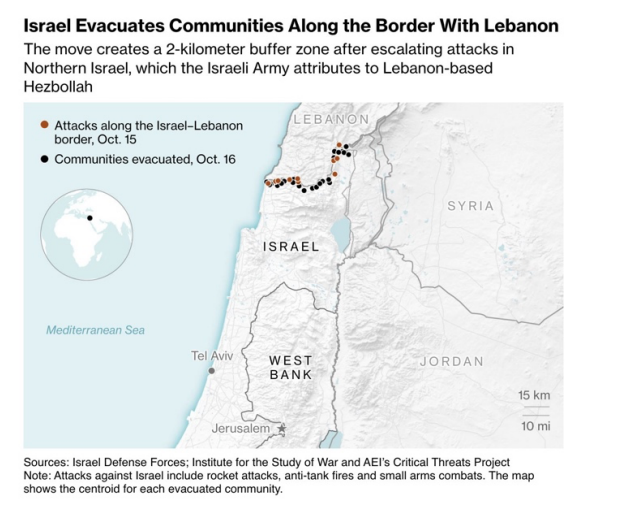 Israel Evacuates Communities Along the Border With Lebanon
The move creates a 2-kilometer buffer zone after escalating attacks in
Northern Israel, which the Israeli Army attributes to Lebanon-based
Hezbollah
LEBANON
Attacks along the Israel–Lebanon
border, Oct. 15
Communities evacuated, Oct. 16
SYRIA
ISRAEL
Mediterranean Sea
Tel Aviv
WEST
BANK
JORDAN
15 km
10 mi
Jerusalem
Sources: Israel Defense Forces; Institute for the Study of War and AEI's Critical Threats Project
Note: Attacks against Israel include rocket attacks, anti-tank fires and small arms combats. The map
shows the centroid for each evacuated community.